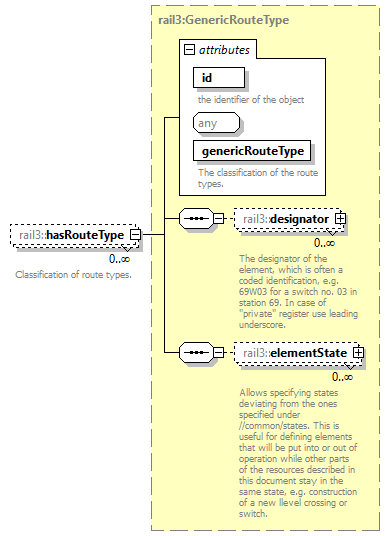 rail3:GenericRouteType
attributes
id
the identifier of the object
any
genericRouteType
The classification of the route
types.
rail3::hasRouteType
0..∞
Classification of route types.
rail3::designator
0..∞
The designator of the
element, which is often a
coded identification, e.g.
69W03 for a switch no. 03 in
station 69. In case of
"private" register use leading
underscore.
rail3::elementState
0..∞
Allows specifying states
deviating from the ones
specified under
//common/states. This is
useful for defining elements
that will be put into or out of
operation while other parts
of the resources described in
this document stay in the
same state, e.g. construction
of a new llevel crossing or
switch.